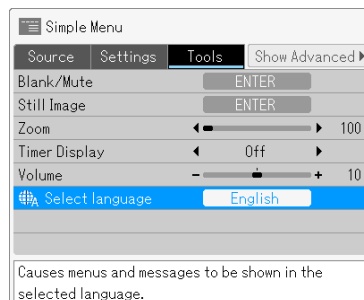 Simple Menu
Source Settings Tools Show Advanced
Blank/Mute ENTER
Still Image ENTER
Zoom 100
Timer Display Off
Volume - + 10
Select language English
Causes menus and messages to be shown in the
selected language.